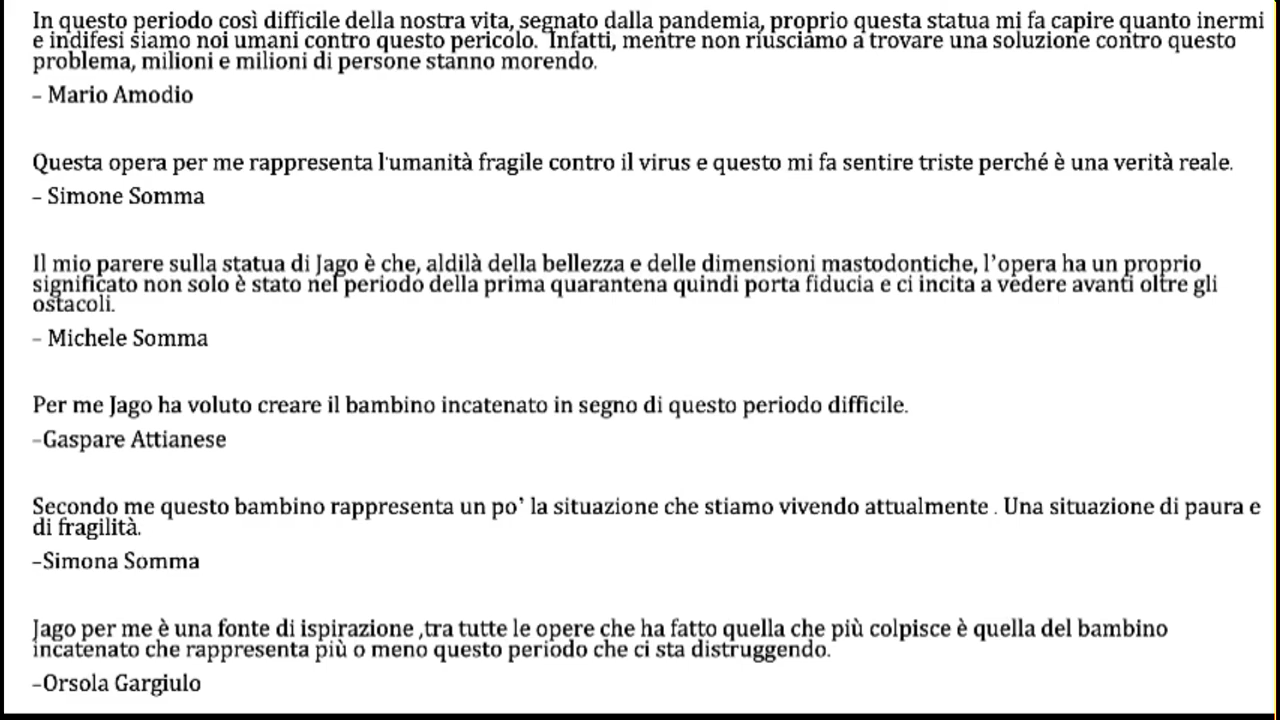 In questo periodo così difficile della nostra vita, segnato dalla pandemia, proprio questa statua mi fa capire quanto inermi
e indifesi siamo noi umani contro questo pericolo. Infatti, mentre non riusciamo a trovare una soluzione contro questo
problema, milioni e milioni di persone stanno morendo.
- Mario Amodio
Questa opera per me rappresenta l'umanità fragile contro il virus e questo mi fa sentire triste perché è una verità reale.
- Simone Somma
Il mio parere sulla statua di Jago è che, aldilà della bellezza e delle dimensioni mastodontiche, l’opera ha un proprio
significato non solo è stato nel periodo della prima quarantena quindi porta fiducia e ci incita a vedere avanti oltre gli
ostacoli.
- Michele Somma
Per me Jago ha voluto creare il bambino incatenato in segno di questo periodo difficile.
-Gaspare Attianese
Secondo me questo bambino rappresenta un po’ la situazione che stiamo vivendo attualmente . Una situazione di paura e
di fragilità.
-Simona Somma
Jago per me è una fonte di ispirazione ,tra tutte le opere che ha fatto quella che più colpisce è quella del bambino
incatenato che rappresenta più o meno questo periodo che ci sta distruggendo.
-Orsola Gargiulo